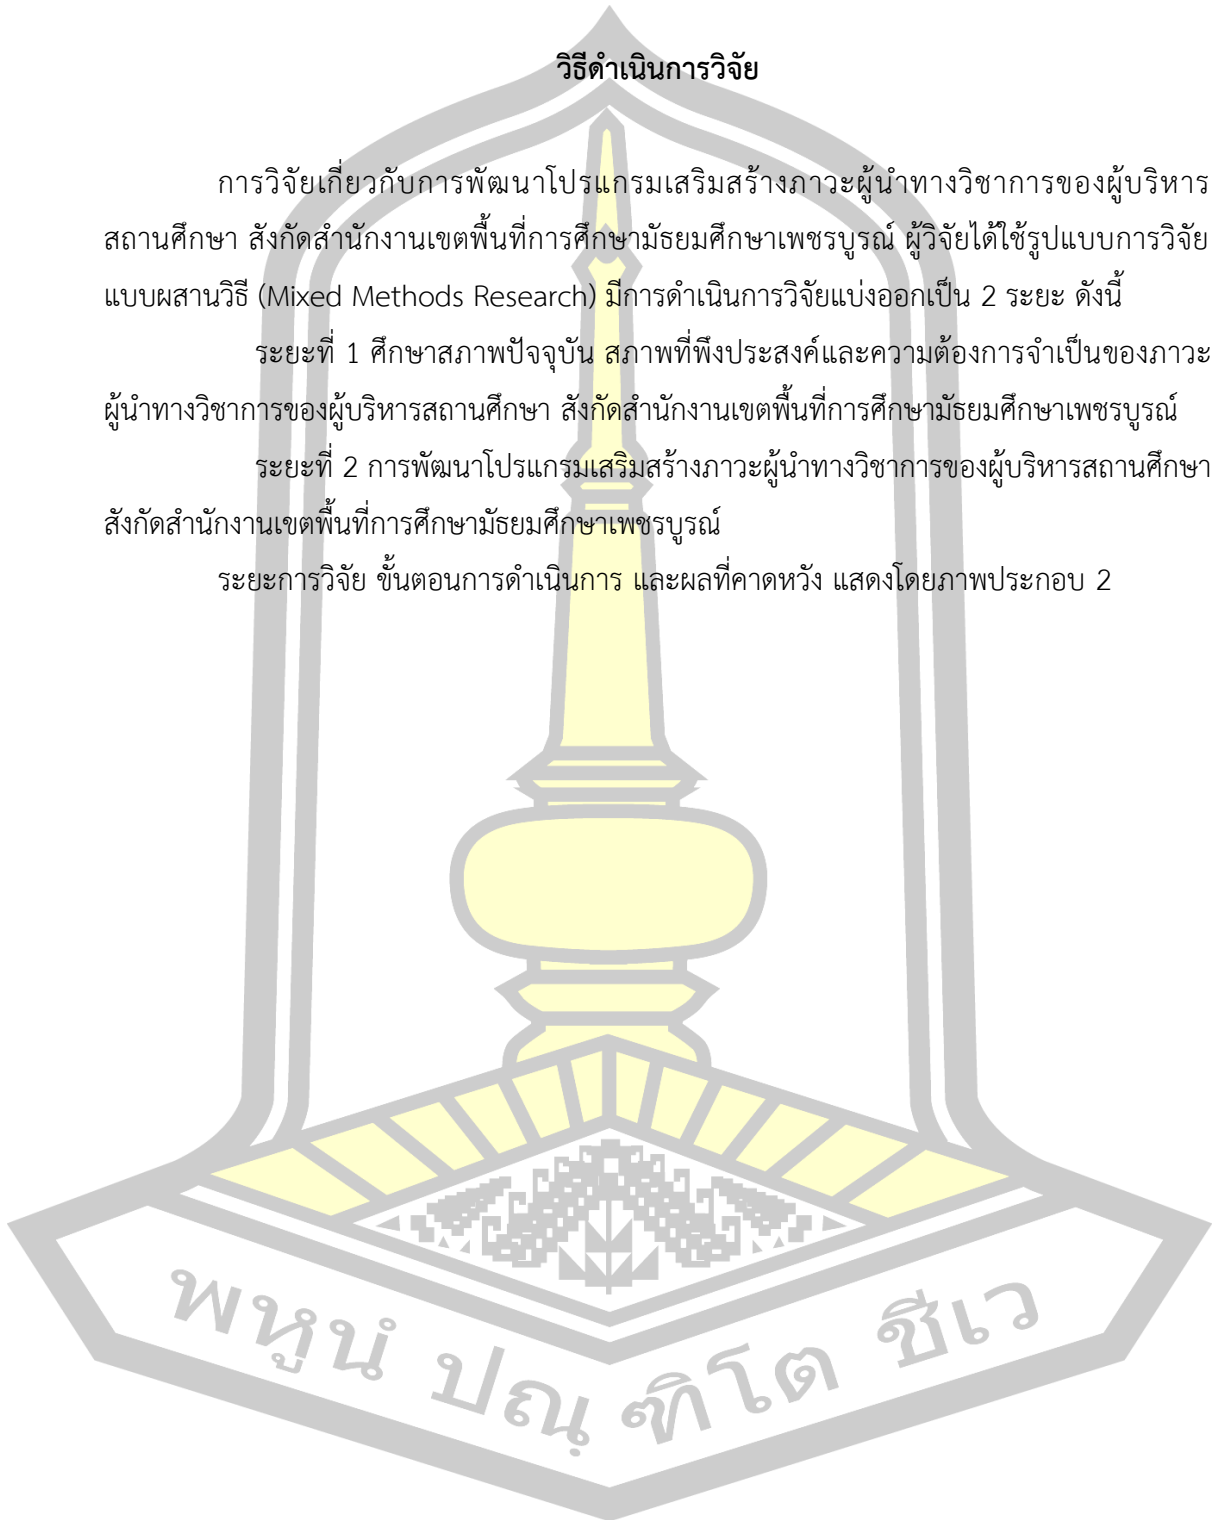 วิธีดำเนินการวิจัย
การวิจัยเกี่ยวกับการพัฒนาโปรแกรมเสริมสร้างภาวะผู้นำทางวิชาการของผู้บริหาร
สถานศึกษา สังกัดสำนักงานเขตพื้นที่การศึกษามัธยมศึกษาเพชรบูรณ์ ผู้วิจัยได้ใช้รูปแบบการวิจัย
แบบผสานวิธี (Mixed Methods Research) มีการดำเนินการวิจัยแบ่งออกเป็น 2 ระยะ ดังนี้
ระยะที่ 1 ศึกษาสภาพปัจจุบัน สภาพที่พึงประสงค์และความต้องการจำเป็นของภาวะ
ผู้นำทางวิชาการของผู้บริหารสถานศึกษา สังกัดสำนักงานเขตพื้นที่การศึกษามัธยมศึกษาเพชรบูรณ์
ระยะที่ 2 การพัฒนาโปรแกรมเสริมสร้างภาวะผู้นำทางวิชาการของผู้บริหารสถานศึกษา
สังกัดสำนักงานเขตพื้นที่การศึกษามัธยมศึกษาเพชรบูรณ์
ระยะการวิจัย ขั้นตอนการดำเนินการ และผลที่คาดหวัง แสดงโดยภาพประกอบ 2
พหูนํ ปณฺ ฑิโต ชีเว